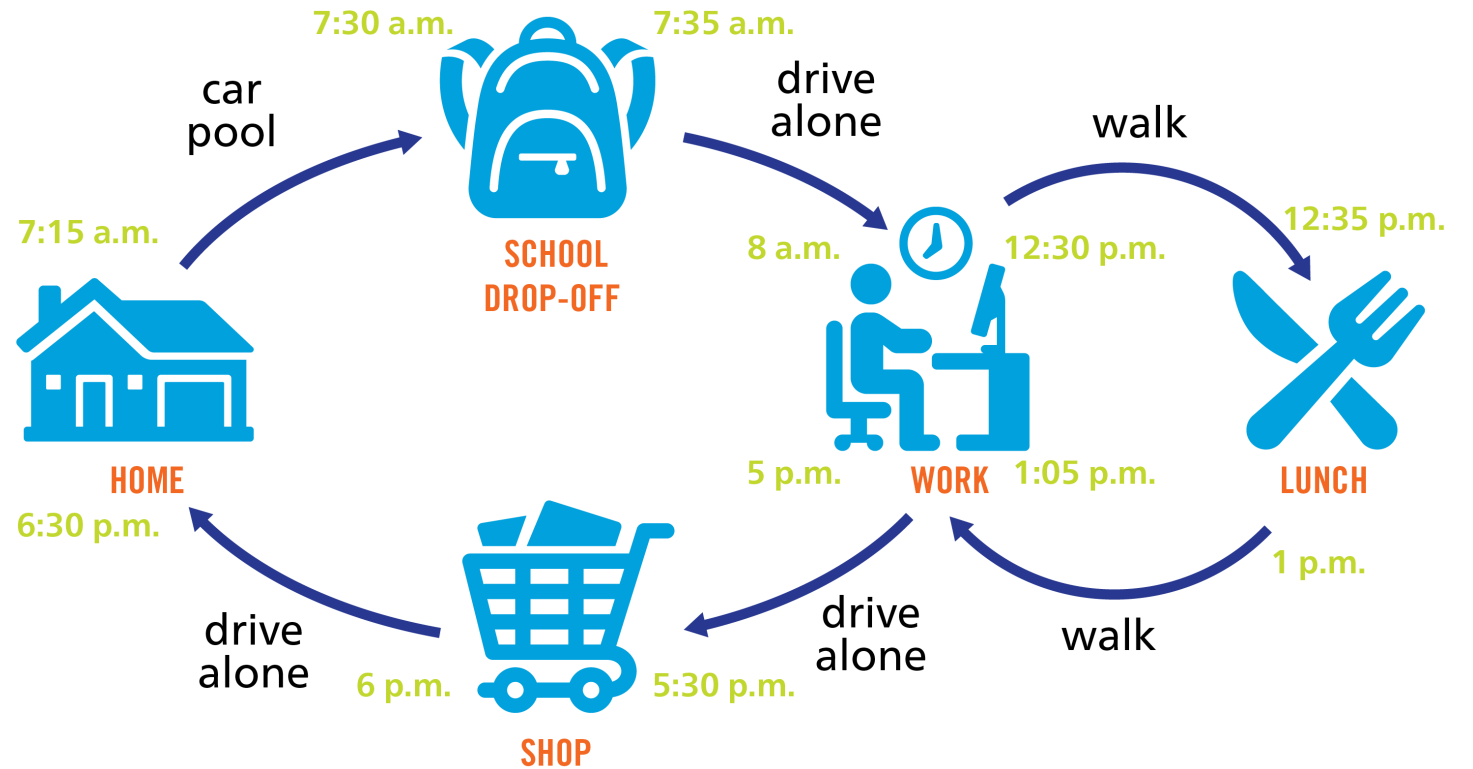 7:30 a.m.
7:35 a.m.
car
pool
drive
alone
walk
7:15 a.m.
SCHOOL
DROP-OFF
8 a.m.
12:30 p.m.
12:35 p.m.
HOME
6:30 p.m.
5 p.m.
WORK
1:05 p.m.
LUNCH
1 p.m.
drive
alone
6 p.m.
5:30 p.m.
drive
alone
walk
SHOP